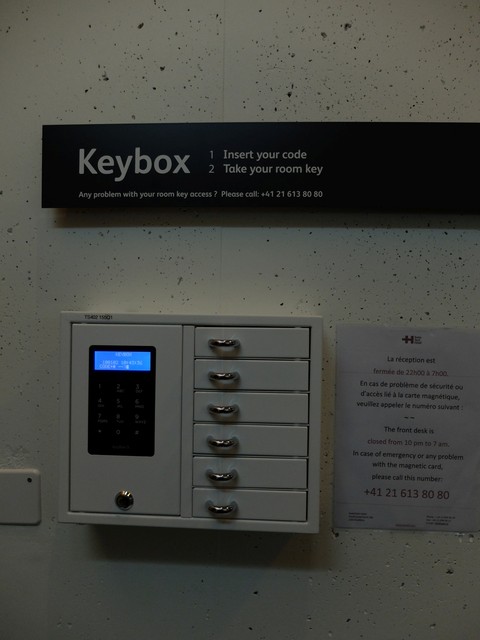 Keybox
1 Insert your code
2 Take your room key
Any problem with your room key access ? Please call: +41 21 613 80 80
La réception est
fermée de 22h00 à 7h00.
En cas de problème de sécurité ou
d'accès lié à la carte magnétique,
veuillez appeler le numéro suivant :
The front desk is
closed from 10 pm to 7 am.
In case of emergency or any problem
with the magnetic card,
please call this number:
+41 21 613 80 80